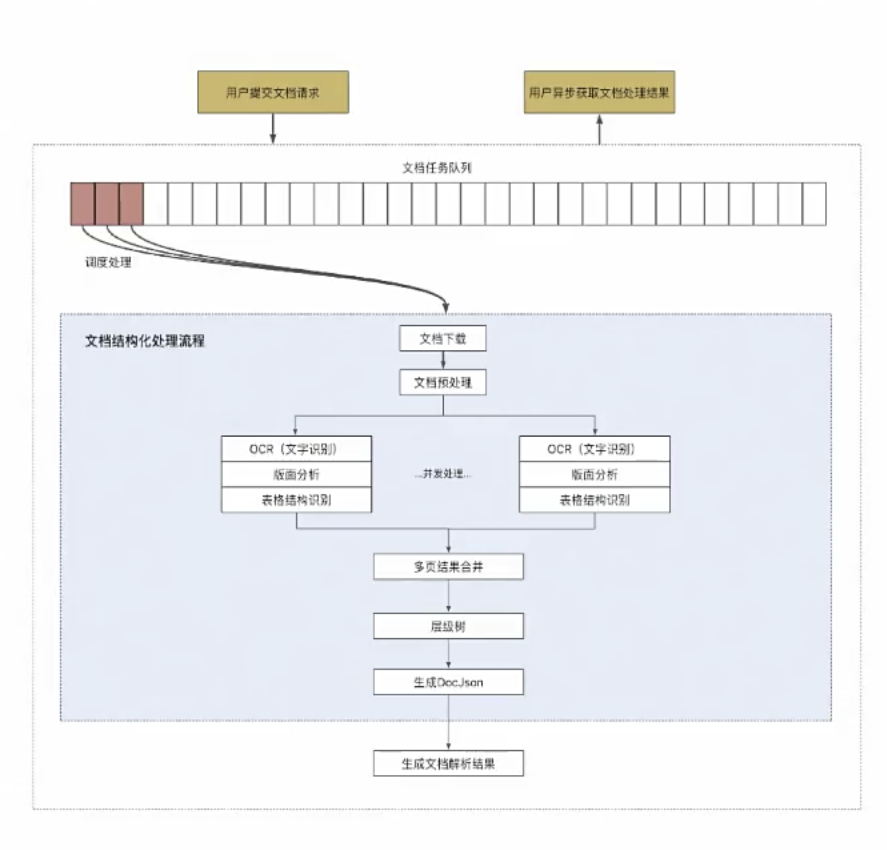 用户提交文档请求
用户异步获取文档处理结果
文档任务队列
调度处理
文档结构化处理流程
文档下载
文档预处理
OCR（文字识别）
版面分析
表格结构识别
...并发处理...
OCR（文字识别）
版面分析
表格结构识别
多页结果合并
层级树
生成DocJson
生成文档解析结果